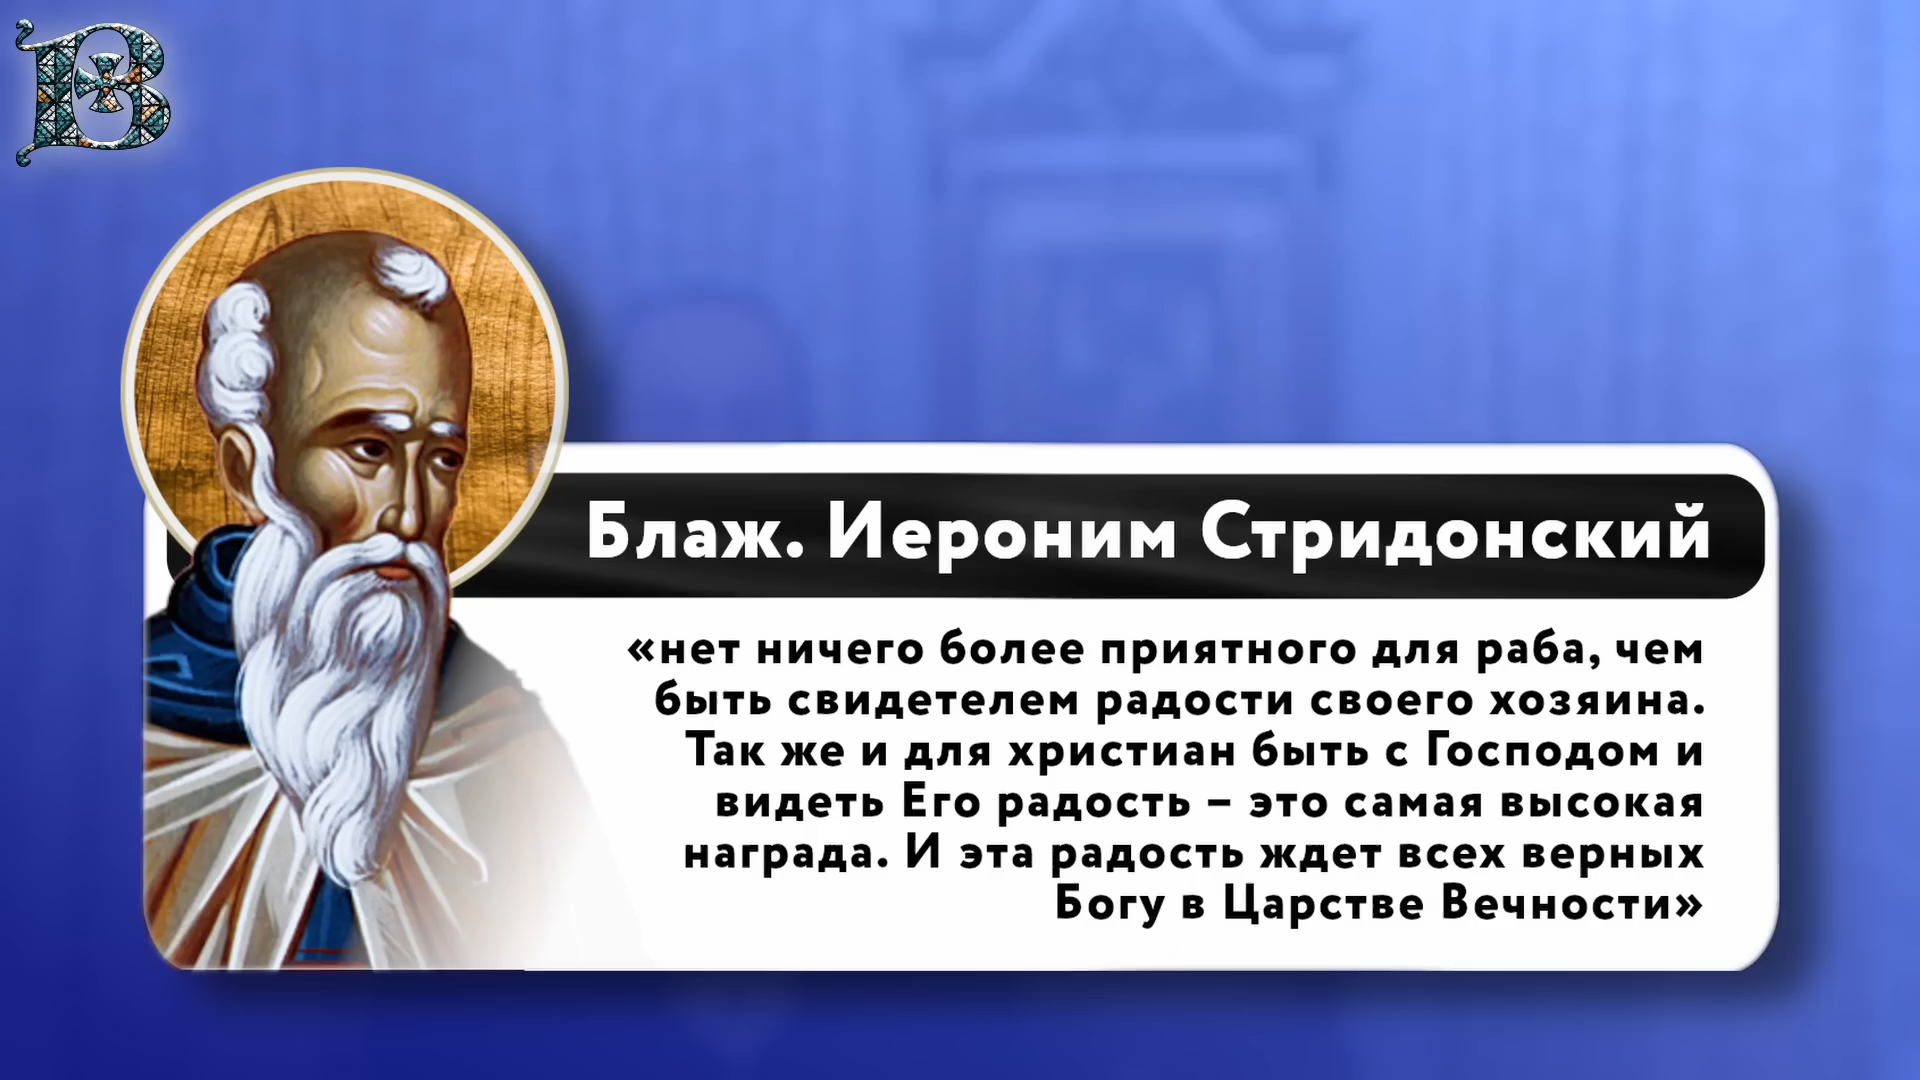 В
Блаж. Иероним Стридонский
«нет ничего более приятного для раба, чем
быть свидетелем радости своего хозяина.
Так же и для христиан быть с Господом и
видеть Его радость – это самая высокая
награда. И эта радость ждет всех верных
Богу в Царстве Вечности»